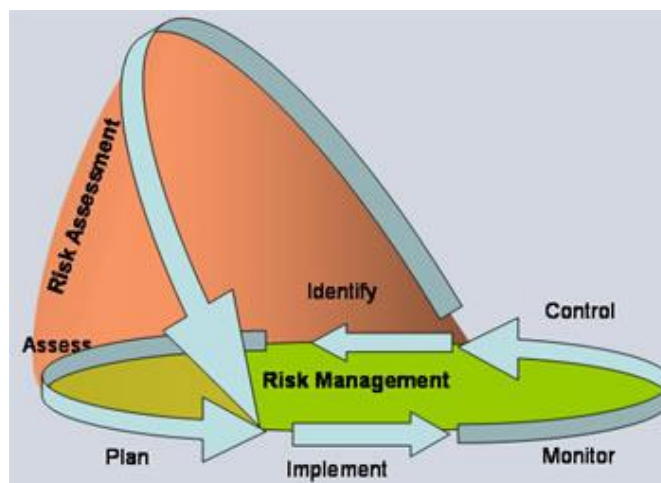 Risk Assessment
Identify
Control
Assess
Risk Management
Plan
Implement
Monitor